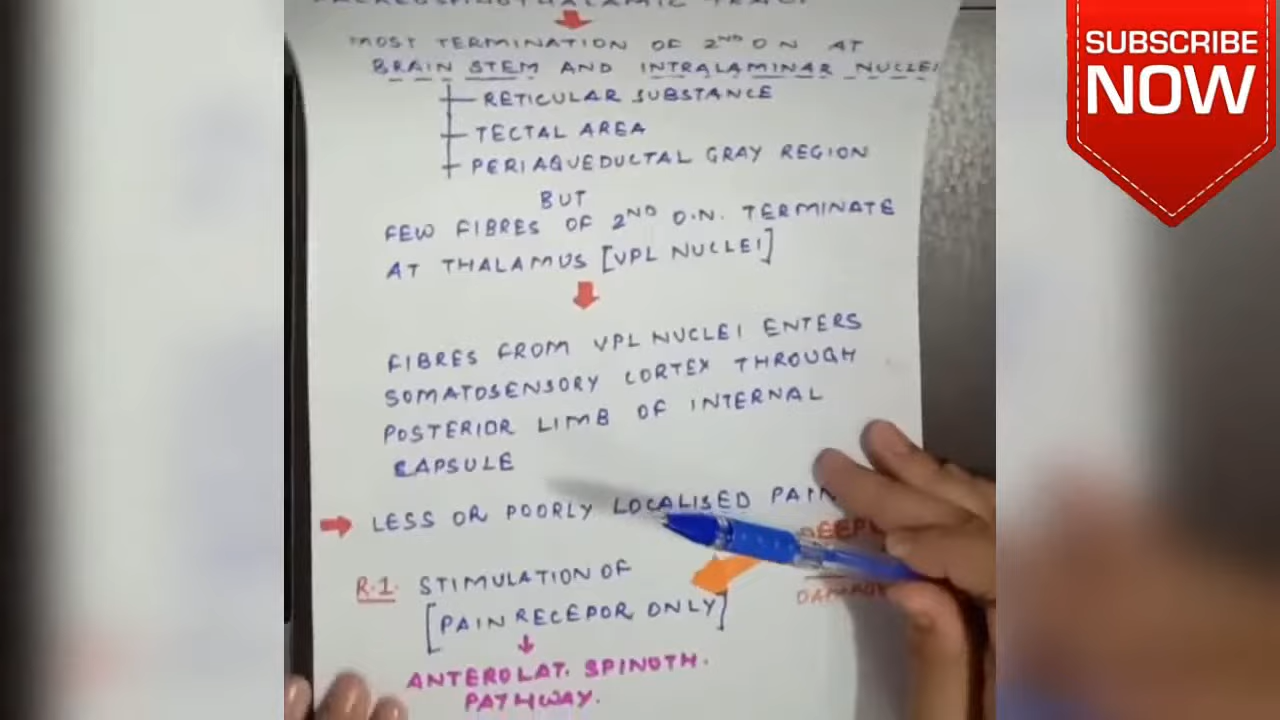 SUBSCRIBE
NOW
MOST TERMINATION OF 2ND O N AT
BRAIN STEM AND INTRALAMINAR NUCLEI
RETICULAR SUBSTANCE
TECTAL AREA
PERIAQUEDUCTAL GRAY REGION
BUT
FEW FIBRES OF 2ND O.N. TERMINATE
AT THALAMUS [VPL NUCLEI]
FIBRES FROM VPL NUCLEI ENTERS
SOMATOSENSORY CORTEX THROUGH
POSTERIOR LIMB OF INTERNAL
CAPSULE
LESS OR POORLY LOCALISED PAIN
R.1. STIMULATION OF
[PAIN RECEPOR ONLY]
ANTEROLAT. SPINOTH.
PATHWAY.